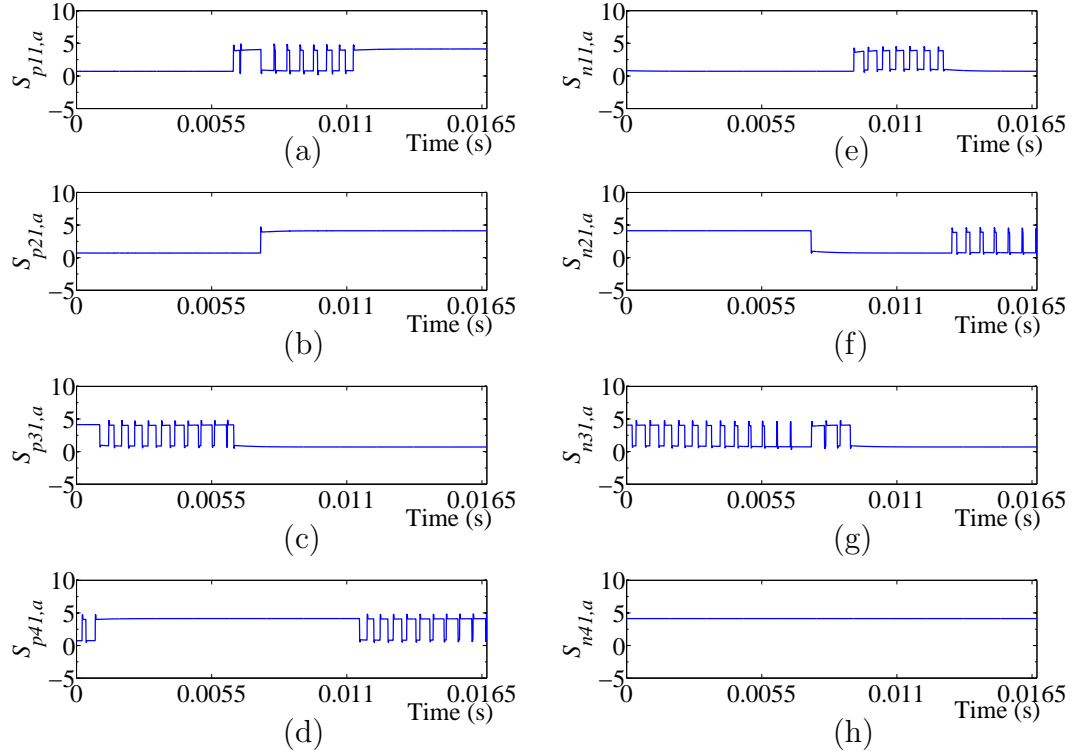 S_{p11,a}
10
5
0
−5
0
0.0055
0.011
0.0165
Time (s)
(a)
S_{p21,a}
10
5
0
−5
0
0.0055
0.011
0.0165
Time (s)
(b)
S_{p31,a}
10
5
0
−5
0
0.0055
0.011
0.0165
Time (s)
(c)
S_{p41,a}
10
5
0
−5
0
0.0055
0.011
0.0165
Time (s)
(d)
S_{n11,a}
10
5
0
−5
0
0.0055
0.011
0.0165
Time (s)
(e)
S_{n21,a}
10
5
0
−5
0
0.0055
0.011
0.0165
Time (s)
(f)
S_{n31,a}
10
5
0
−5
0
0.0055
0.011
0.0165
Time (s)
(g)
S_{n41,a}
10
5
0
−5
0
0.0055
0.011
0.0165
Time (s)
(h)